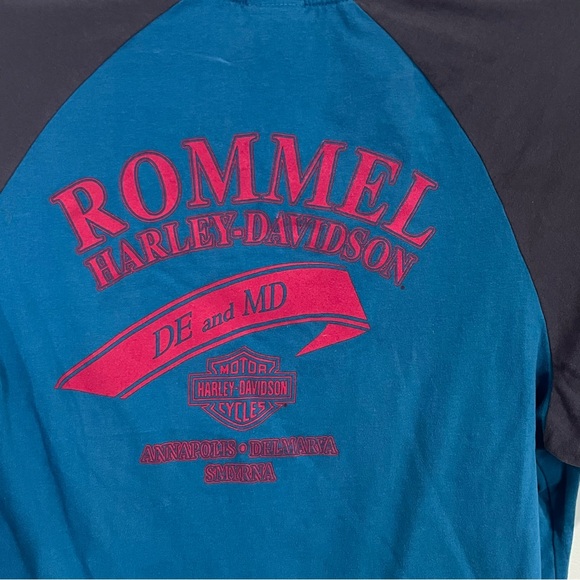 ROMMEL
HARLEY-DAVIDSON
DE and MD
MOTOR
HARLEY-DAVIDSON
CYCLES
ANNAPOLIS • DELMARVA
SMYRNA